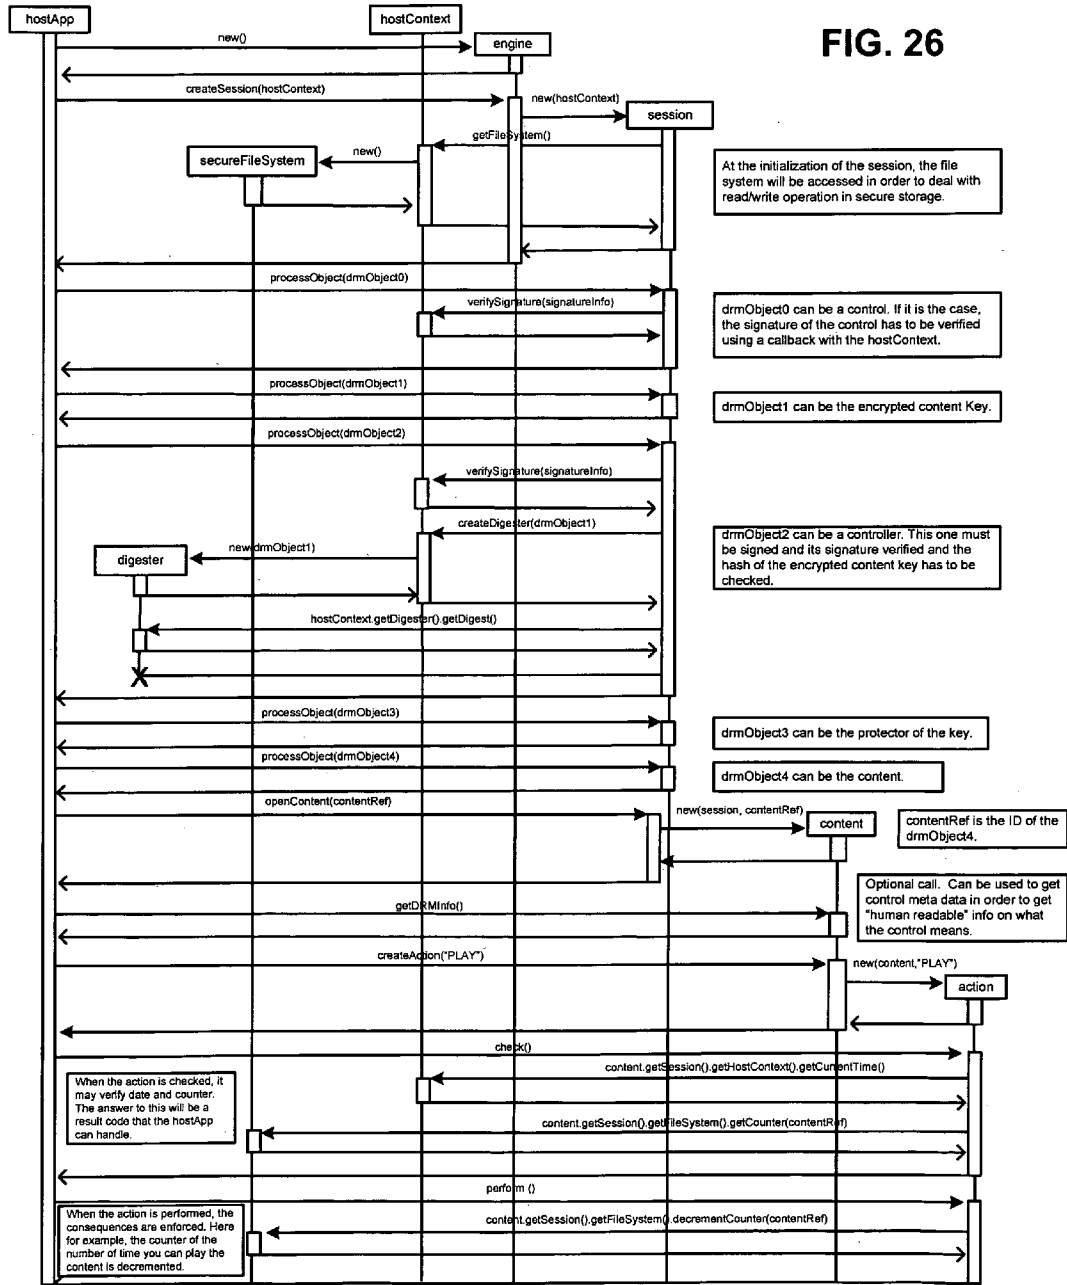 hostApp
hostContext
FIG. 26
new()
engine
createSession(hostContext)
new(hostContext)
session
getFileSystem()
secureFileSystem
new()
At the initialization of the session, the file
system will be accessed in order to deal with
read/write operation in secure storage.
processObject(drmObject0)
verifySignature(signatureInfo)
drmObject0 can be a control. If it is the case,
the signature of the control has to be verified
using a callback with the hostContext.
processObject(drmObject1)
drmObject1 can be the encrypted content Key.
processObject(drmObject2)
verifySignature(signatureInfo)
createDigester(drmObject1)
new(drmObject1)
digester
drmObject2 can be a controller. This one must
be signed and its signature verified and the
hash of the encrypted content key has to be
checked.
hostContext.getDigester().getDigest()
processObject(drmObject3)
drmObject3 can be the protector of the key.
processObject(drmObject4)
drmObject4 can be the content.
openContent(contentRef)
new(session, contentRef)
content
contentRef is the ID of the
drmObject4.
Optional call. Can be used to get
control meta data in order to get
"human readable" info on what
the control means.
getDRMInfo()
createAction("PLAY")
new(content,"PLAY")
action
check()
content.getSession().getHostContext().getCurrentTime()
When the action is checked, it
may verify date and counter.
The answer to this will be a
result code that the hostApp
can handle.
content.getSession().getFileSystem().getCounter(contentRef)
perform ()
When the action is performed, the
consequences are enforced. Here
for example, the counter of the
number of time you can play the
content is decremented.
content.getSession().getFileSystem().decrementCounter(contentRef)